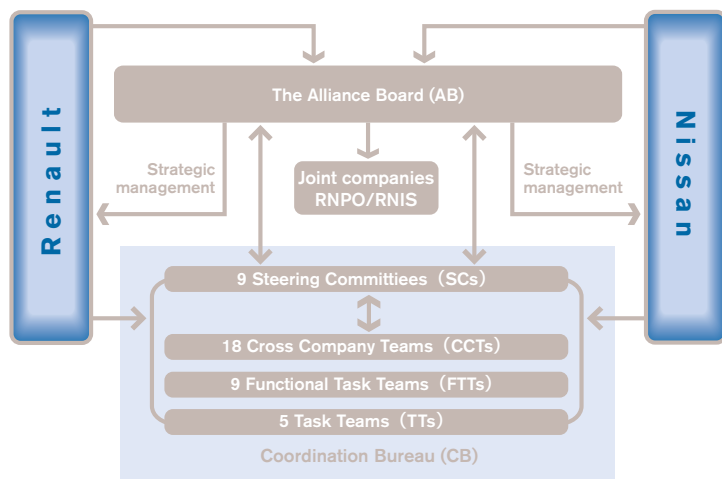 Renault
Nissan
The Alliance Board (AB)
Strategic
management
Joint companies
RNPO/RNIS
Strategic
management
9 Steering Committiees (SCs)
18 Cross Company Teams (CCTs)
9 Functional Task Teams (FTTs)
5 Task Teams (TTs)
Coordination Bureau (CB)